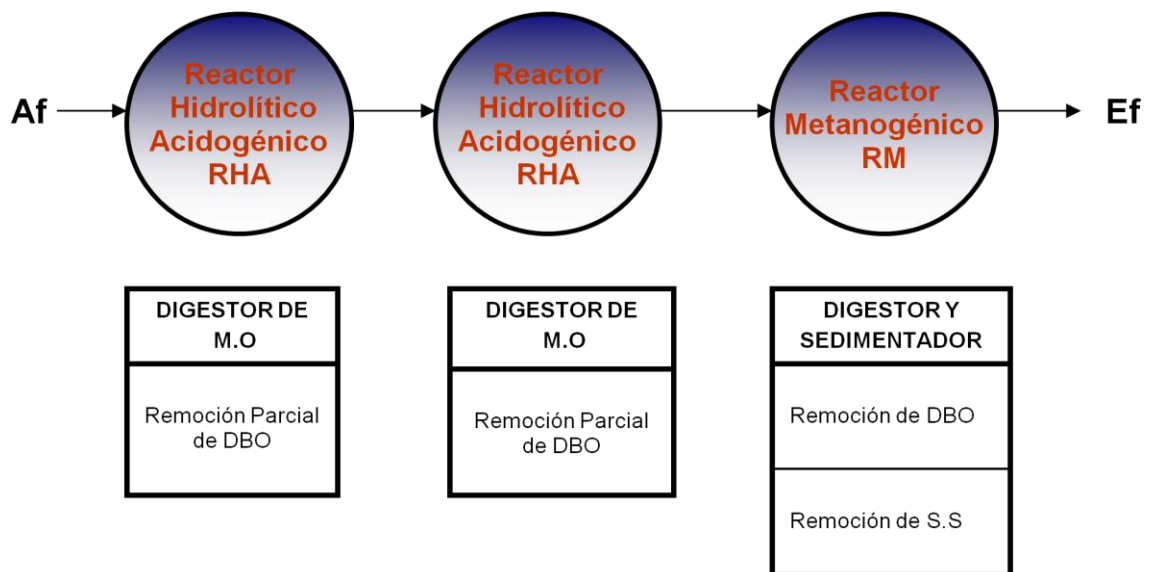 Af
Reactor
Hidrolítico
Acidogénico
RHA
Reactor
Hidrolítico
Acidogénico
RHA
Reactor
Metanogénico
RM
Ef
DIGESTOR DE
M.O
Remoción Parcial
de DBO
DIGESTOR DE
M.O
Remoción Parcial
de DBO
DIGESTOR Y
SEDIMENTADOR
Remoción de DBO
Remoción de S.S